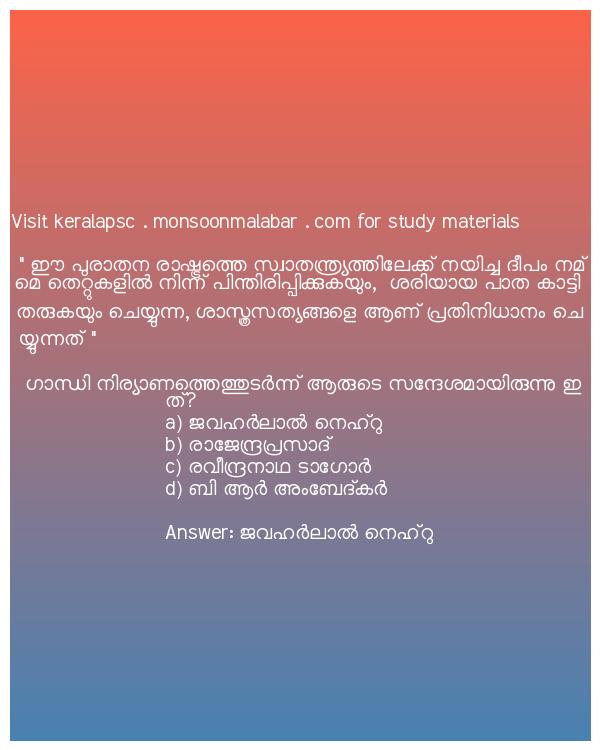 Visit keralapsc . monsoonmalabar . com for study materials
" ഈ പുരാതന രാഷ്ട്രത്തെ സ്വാതന്ത്ര്യത്തിലേക്ക് നയിച്ച ദീപം നമ്
മെ തെറ്റുകളിൽ നിന്ന് പിന്തിരിപ്പിക്കുകയും, ശരിയായ പാത കാട്ടി
തരുകയും ചെയ്യുന്ന, ശാസ്ത്രസത്യങ്ങളെ ആണ് പ്രതിനിധാനം ചെ
യ്യുന്നത് "
ഗാന്ധി നിര്യാണത്തെത്തുടർന്ന് ആരുടെ സന്ദേശമായിരുന്നു ഇ
ത്?
a) ജവഹർലാൽ നെഹ്റു
b) രാജേന്ദ്രപ്രസാദ്
c) രവീന്ദ്രനാഥ ടാഗോർ
d) ബി ആർ അംബേദ്കർ
Answer: ജവഹർലാൽ നെഹ്റു